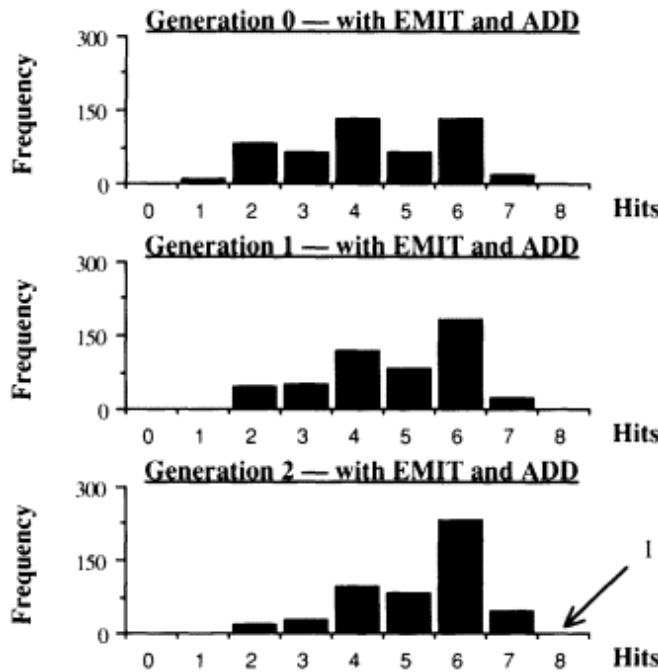 Generation 0 — with EMIT and ADD
300
150
0
Frequency
0 1 2 3 4 5 6 7 8 Hits
Generation 1 — with EMIT and ADD
300
150
0
Frequency
0 1 2 3 4 5 6 7 8 Hits
Generation 2 — with EMIT and ADD
300
150
0
Frequency
1
0 1 2 3 4 5 6 7 8 Hits